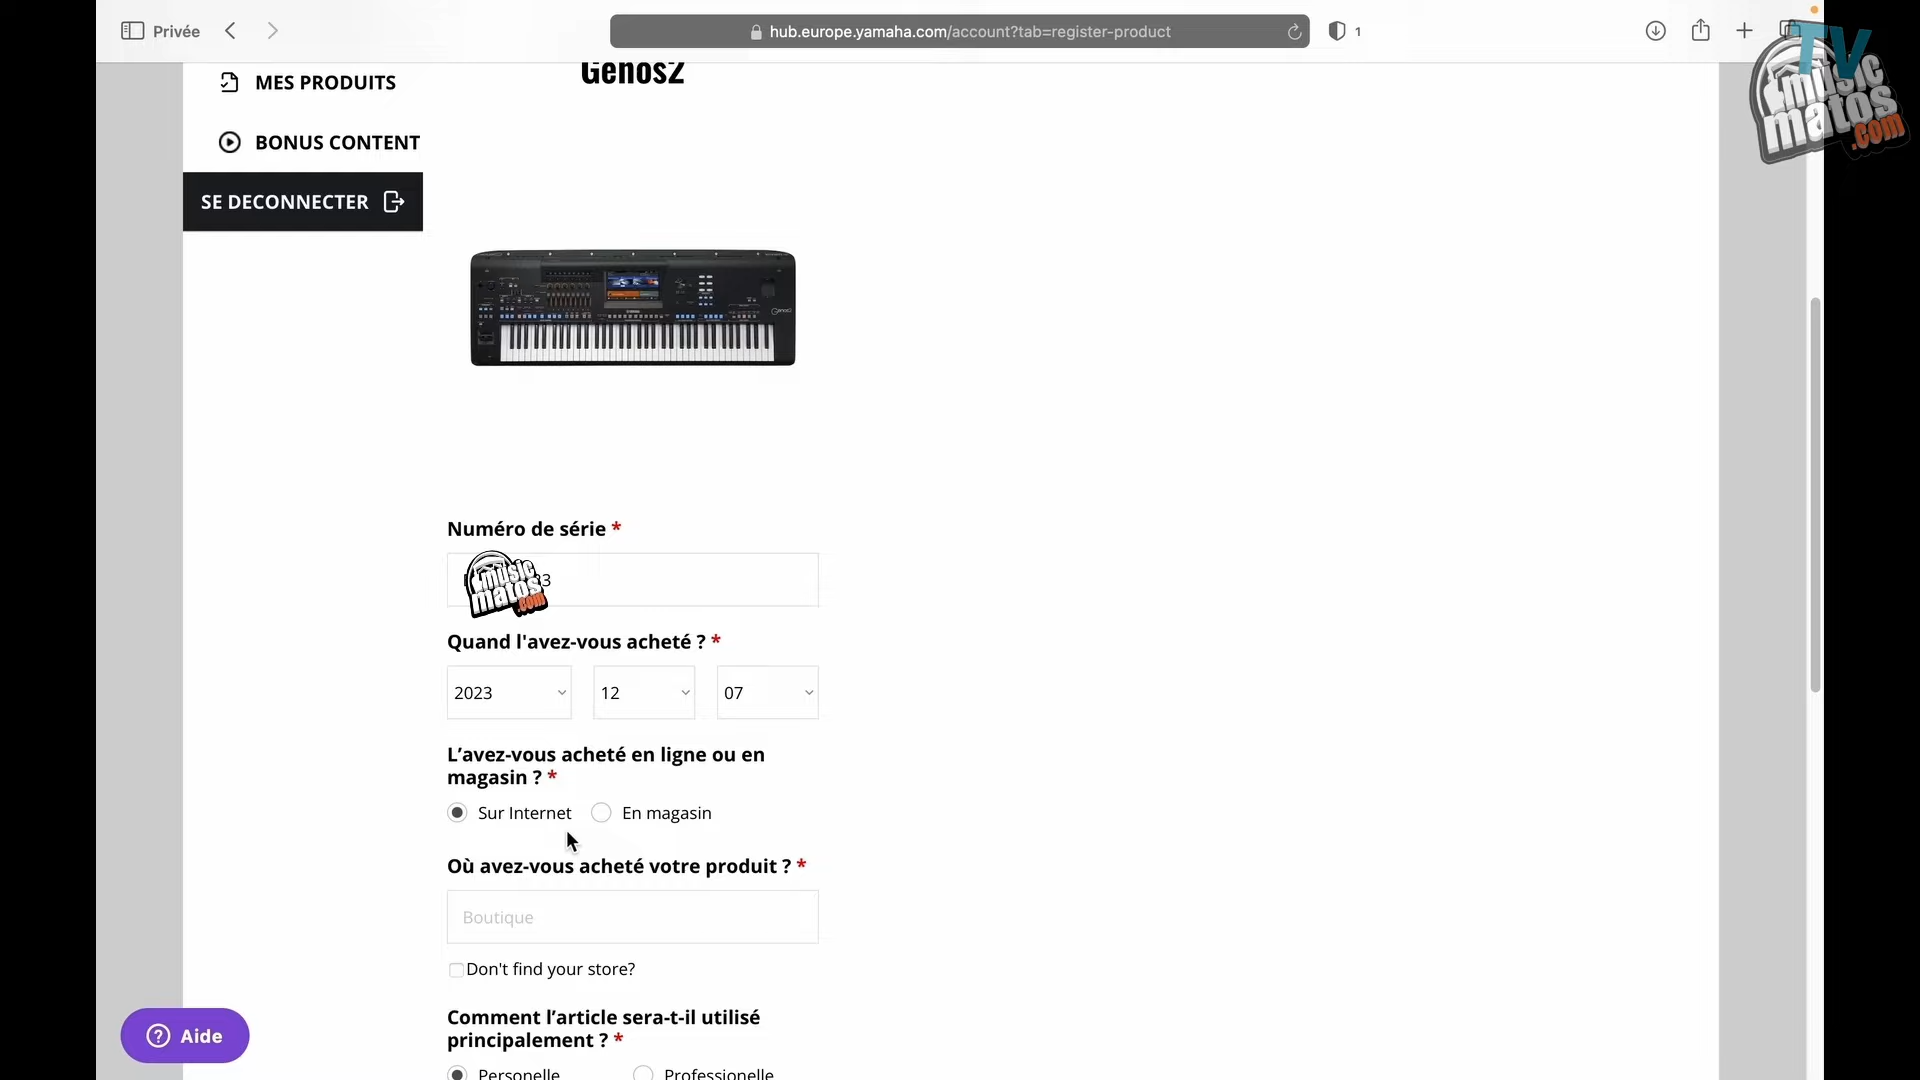 Privée
hub.europe.yamaha.com/account?tab=register-product
1
TV
music
matos
.com
MES PRODUITS
Genos2
BONUS CONTENT
SE DECONNECTER
Numéro de série *
music
matos
.com
3
Quand l'avez-vous acheté ? *
2023
12
07
L’avez-vous acheté en ligne ou en
magasin ? *
Sur Internet
En magasin
Où avez-vous acheté votre produit ? *
Boutique
Don't find your store?
Comment l’article sera-t-il utilisé
principalement ? *
Aide
Personelle
Professionelle